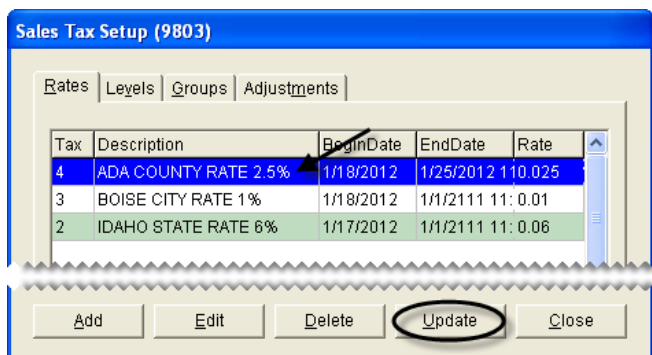 Sales Tax Setup (9803)
Rates Levels Groups Adjustments
Tax Description BeginDate EndDate Rate
4 ADA COUNTY RATE 2.5% 1/18/2012 1/25/2012 11 0.025
3 BOISE CITY RATE 1% 1/18/2012 1/1/2111 11: 0.01
2 IDAHO STATE RATE 6% 1/17/2012 1/1/2111 11: 0.06
Add Edit Delete Update Close